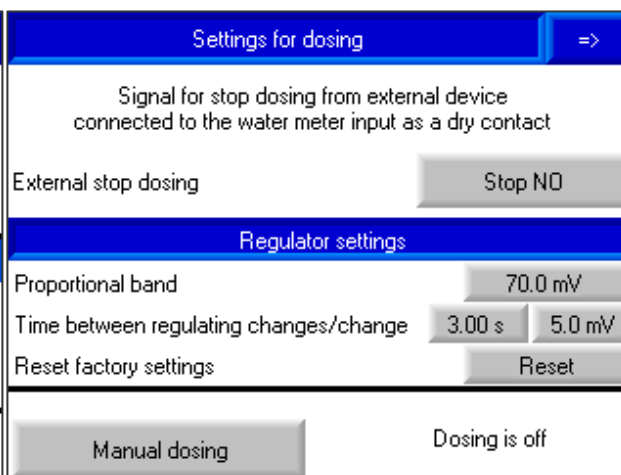 Settings for dosing =>
Signal for stop dosing from external device
connected to the water meter input as a dry contact
External stop dosing Stop NO
Regulator settings
Proportional band 70.0 mV
Time between regulating changes/change 3.00 s 5.0 mV
Reset factory settings Reset
Manual dosing Dosing is off